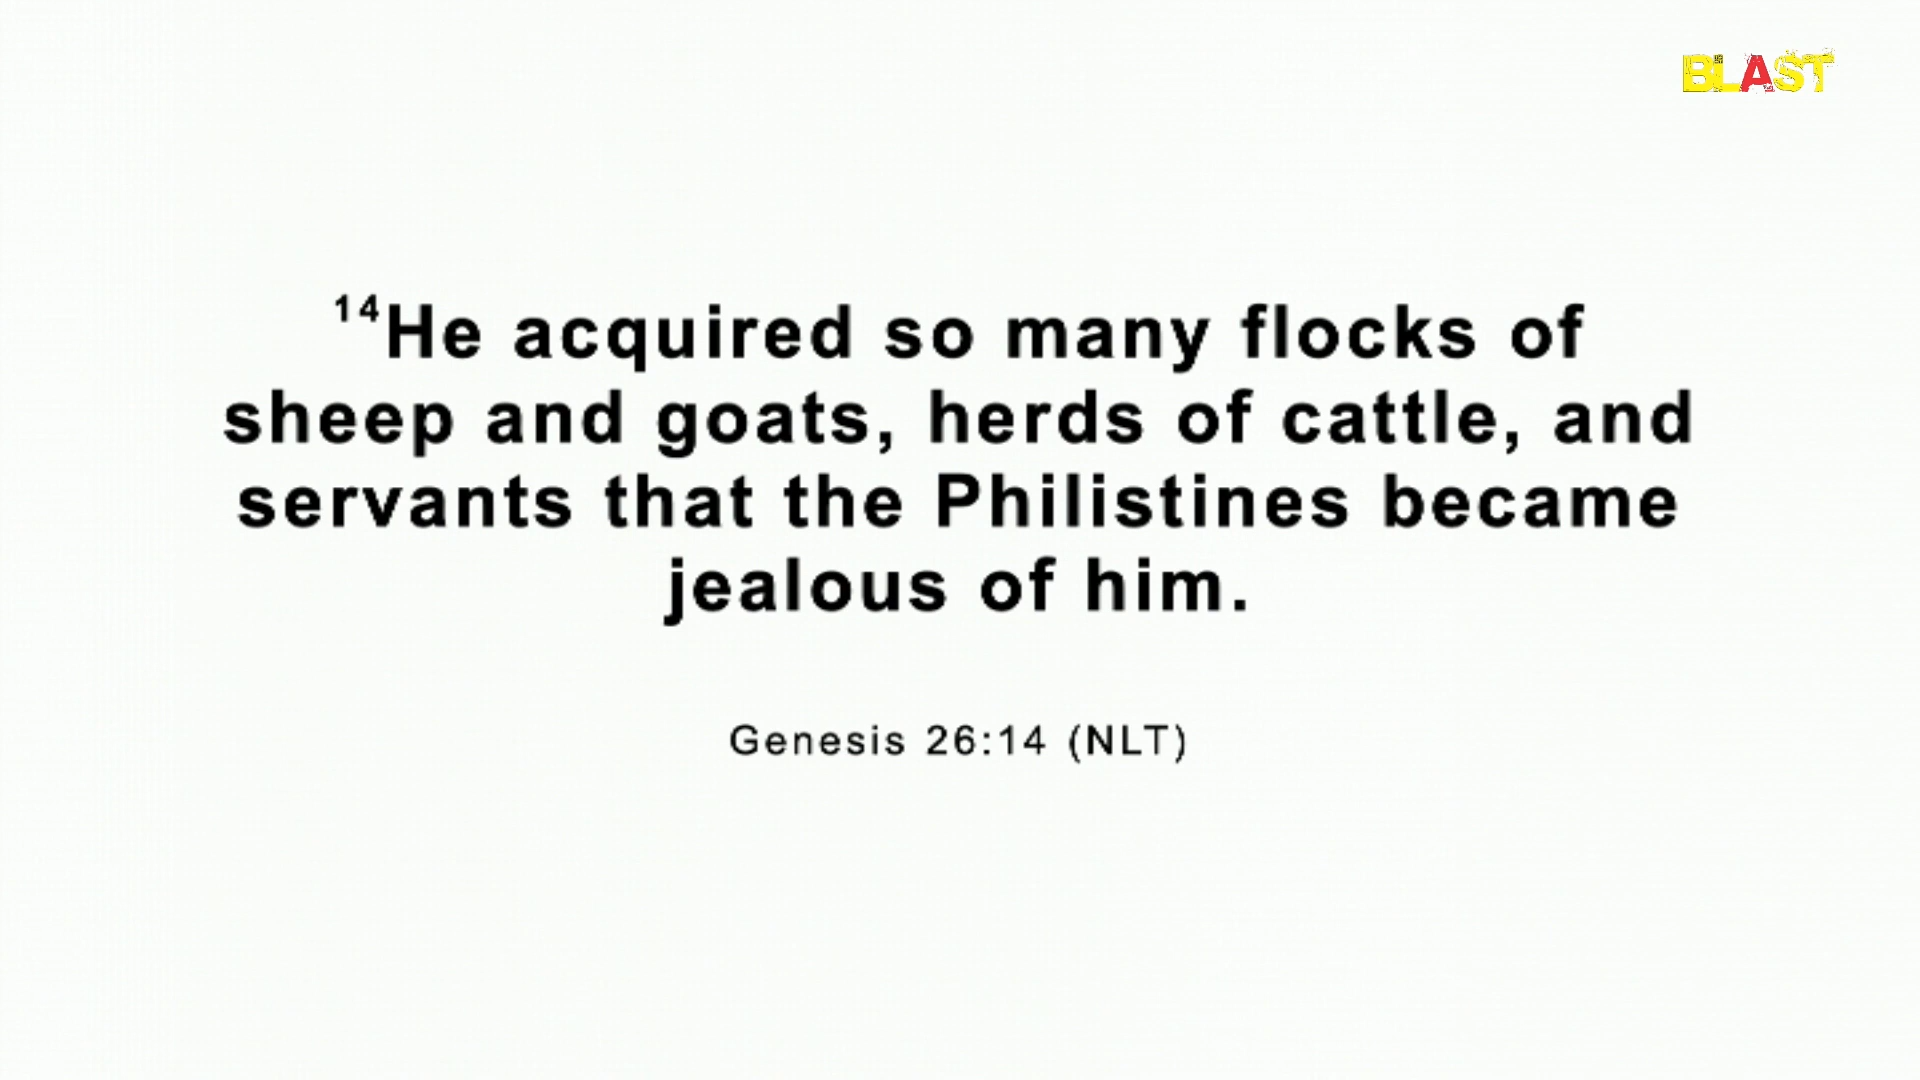 BLAST
14He acquired so many flocks of
sheep and goats, herds of cattle, and
servants that the Philistines became
jealous of him.
Genesis 26:14 (NLT)